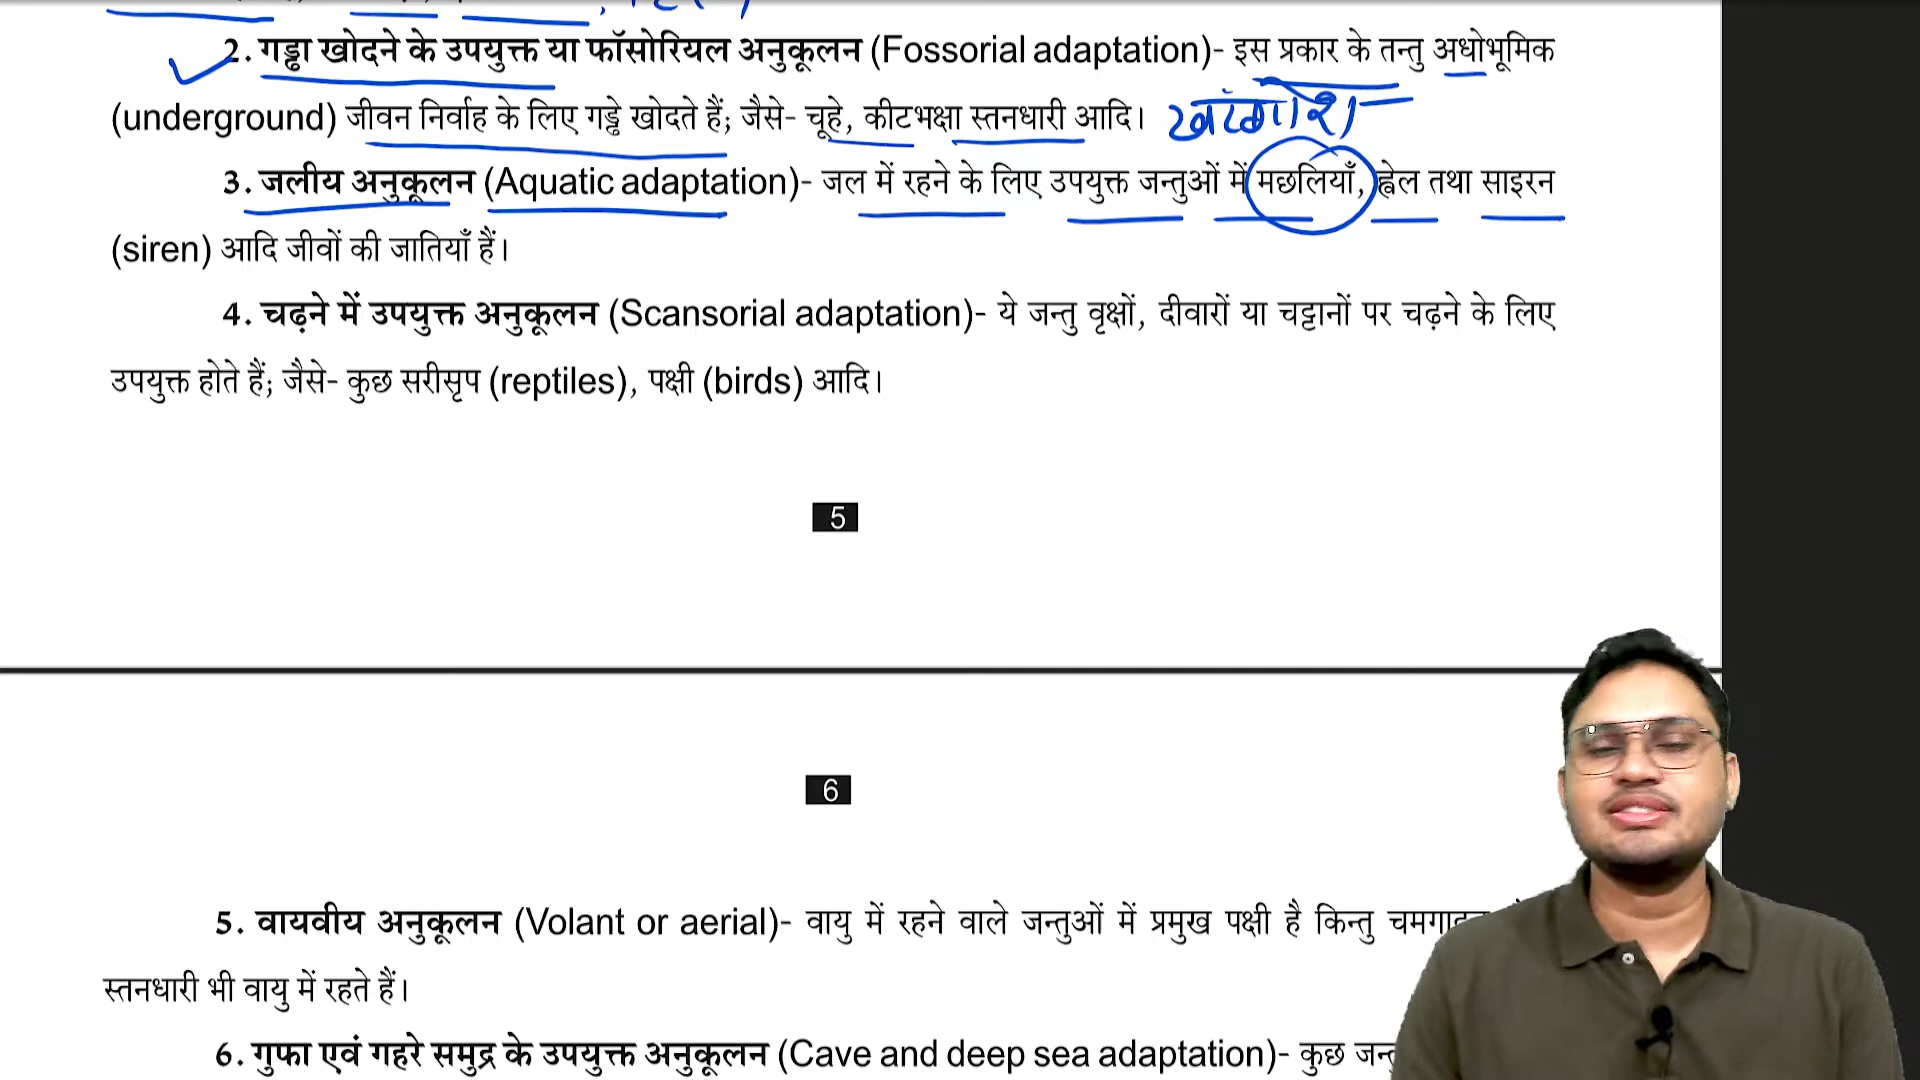 2. गड्ढा खोदने के उपयुक्त या फॉसोरियल अनुकूलन (Fossorial adaptation)- इस प्रकार के तन्तु अधोभूमिक
(underground) जीवन निर्वाह के लिए गड्ढे खोदते हैं; जैसे- चूहे, कीटभक्षा स्तनधारी आदि। खरगोश
3. जलीय अनुकूलन (Aquatic adaptation)- जल में रहने के लिए उपयुक्त जन्तुओं में मछलियाँ, ह्वेल तथा साइरन
(siren) आदि जीवों की जातियाँ हैं।
4. चढ़ने में उपयुक्त अनुकूलन (Scansorial adaptation)- ये जन्तु वृक्षों, दीवारों या चट्टानों पर चढ़ने के लिए
उपयुक्त होते हैं; जैसे- कुछ सरीसृप (reptiles), पक्षी (birds) आदि।
5
6
5. वायवीय अनुकूलन (Volant or aerial)- वायु में रहने वाले जन्तुओं में प्रमुख पक्षी है किन्तु
स्तनधारी भी वायु में रहते हैं।
6. गुफा एवं गहरे समुद्र के उपयुक्त अनुकूलन (Cave and deep sea adaptation)- कुछ